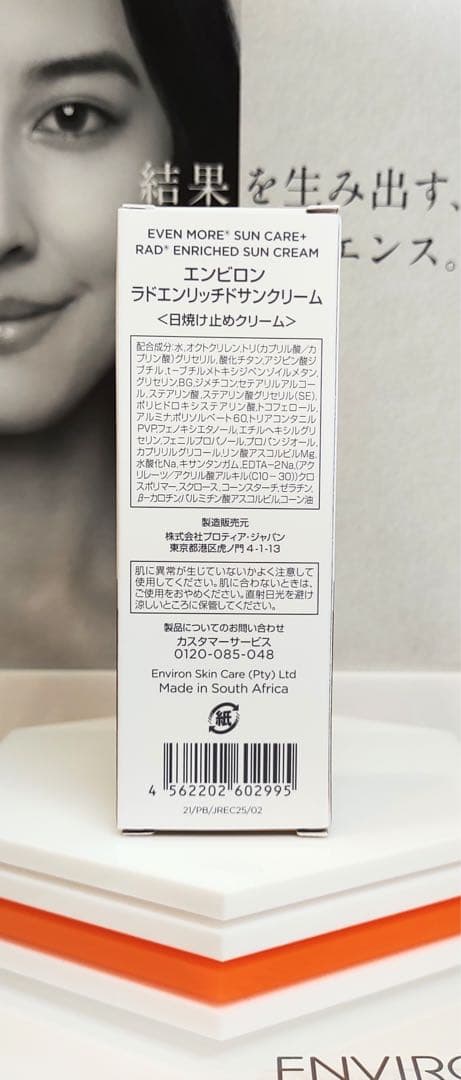 結果を生み出す、
エンス。
EVEN MORE® SUN CARE+
RAD® ENRICHED SUN CREAM
エンビロン
ラドエンリッチドサンクリーム
＜日焼け止めクリーム＞
配合成分:水,オクトクリレン,トリ(カプリル酸/カ
プリン酸)グリセリル,酸化チタン,アジピン酸ジ
ブチル,t-ブチルメトキシジベンゾイルメタン,
グリセリン,BG,ジメチコン,セテアリルアルコー
ル,ステアリン酸,ステアリン酸グリセリル(SE),
ポリヒドロキシステアリン酸,トコフェロール,
アルミナ,ポリソルベート60,トリアコンタニル
PVP,フェノキシエタノール,エチルヘキシルグリ
セリン,フェニルプロパノール,プロパンジオール,
カプリリルグリコール,リン酸アスコルビルMg,
水酸化Na,キサンタンガム,EDTA-2Na,(アク
リレーツ/アクリル酸アルキル(C10-30))クロ
スポリマー,スクロース,コーンスターチ,ゼラチン,
β-カロチン,パルミチン酸アスコルビル,コーン油
製造販売元
株式会社プロティア・ジャパン
東京都港区虎ノ門4-1-13
肌に異常が生じていないかよく注意して
使用してください。肌に合わないときは、
ご使用をおやめください。直射日光を避け
涼しいところに保管してください。
製品についてのお問い合わせ
カスタマーサービス
0120-085-048
Environ Skin Care (Pty) Ltd
Made in South Africa
紙
4 562202 602995
21/PB/JREC25/02
ENVIRO